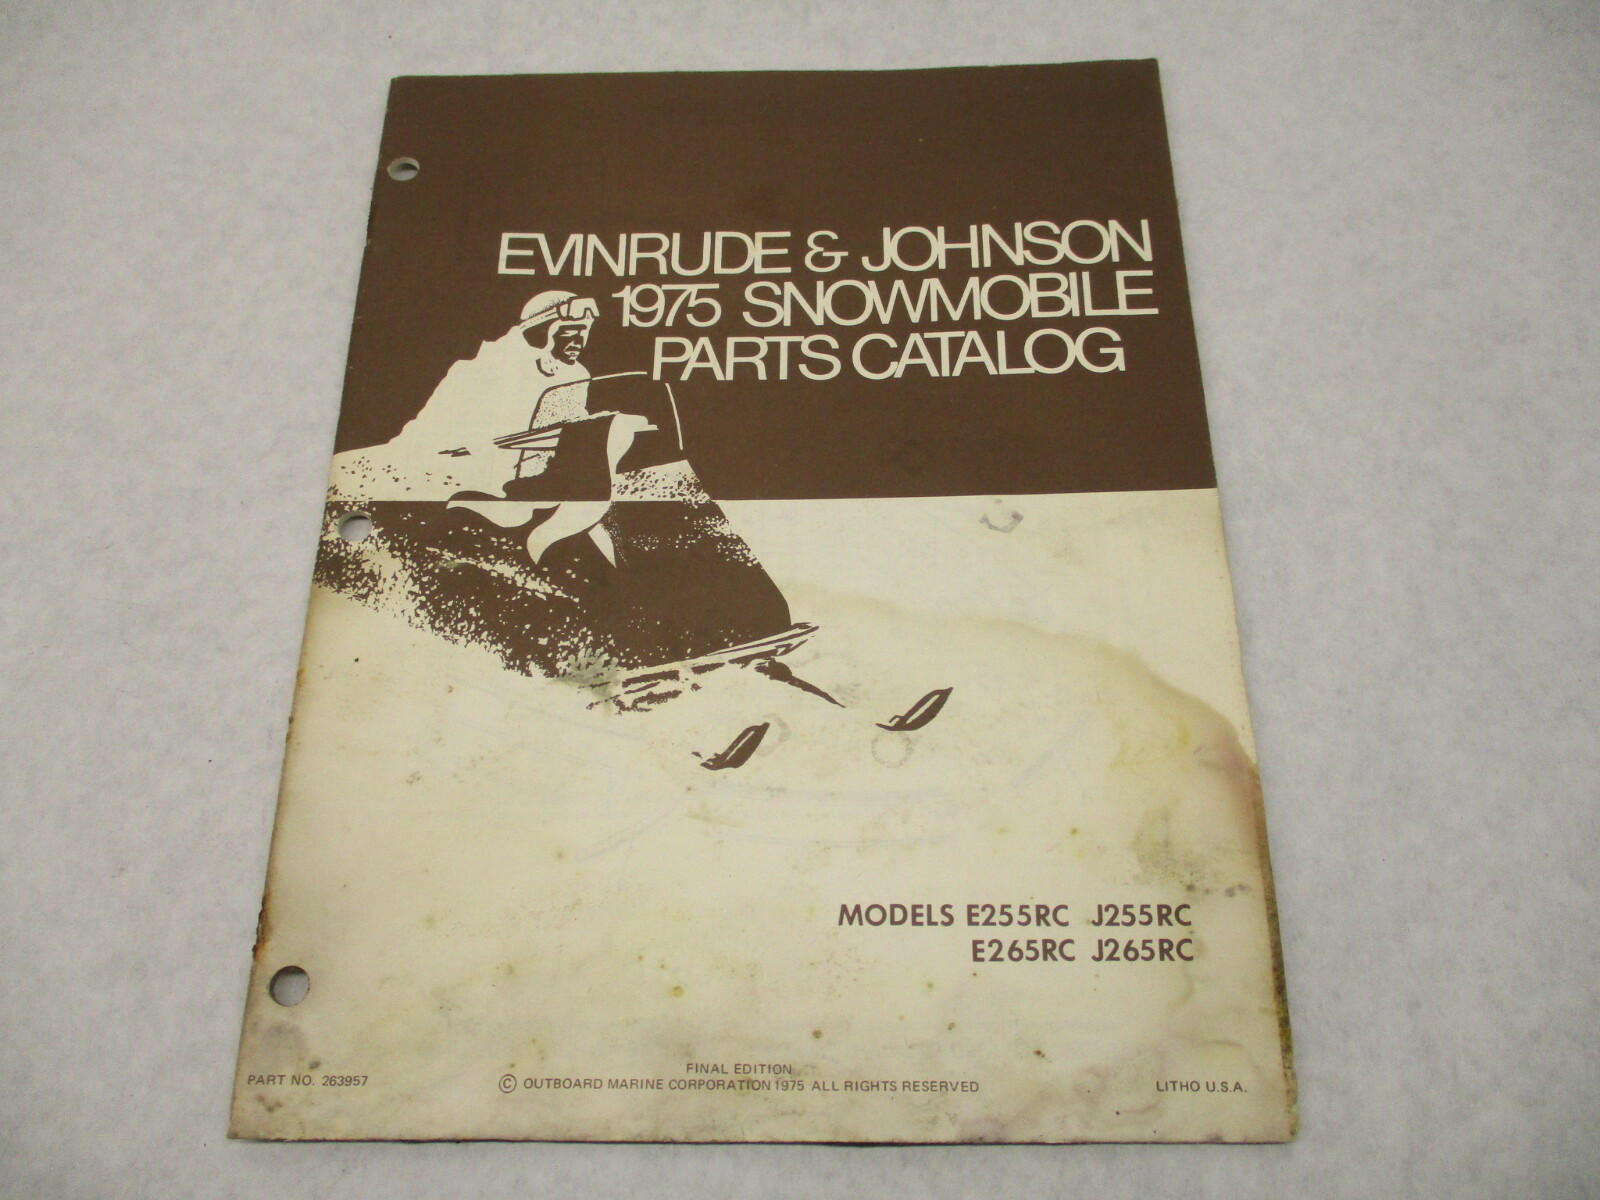 EVINRUDE & JOHNSON
1975 SNOWMOBILE
PARTS CATALOG
MODELS E255RC J255RC
E265RC J265RC
FINAL EDITION
PART NO. 263957
© OUTBOARD MARINE CORPORATION 1975 ALL RIGHTS RESERVED
LITHO U.S.A.